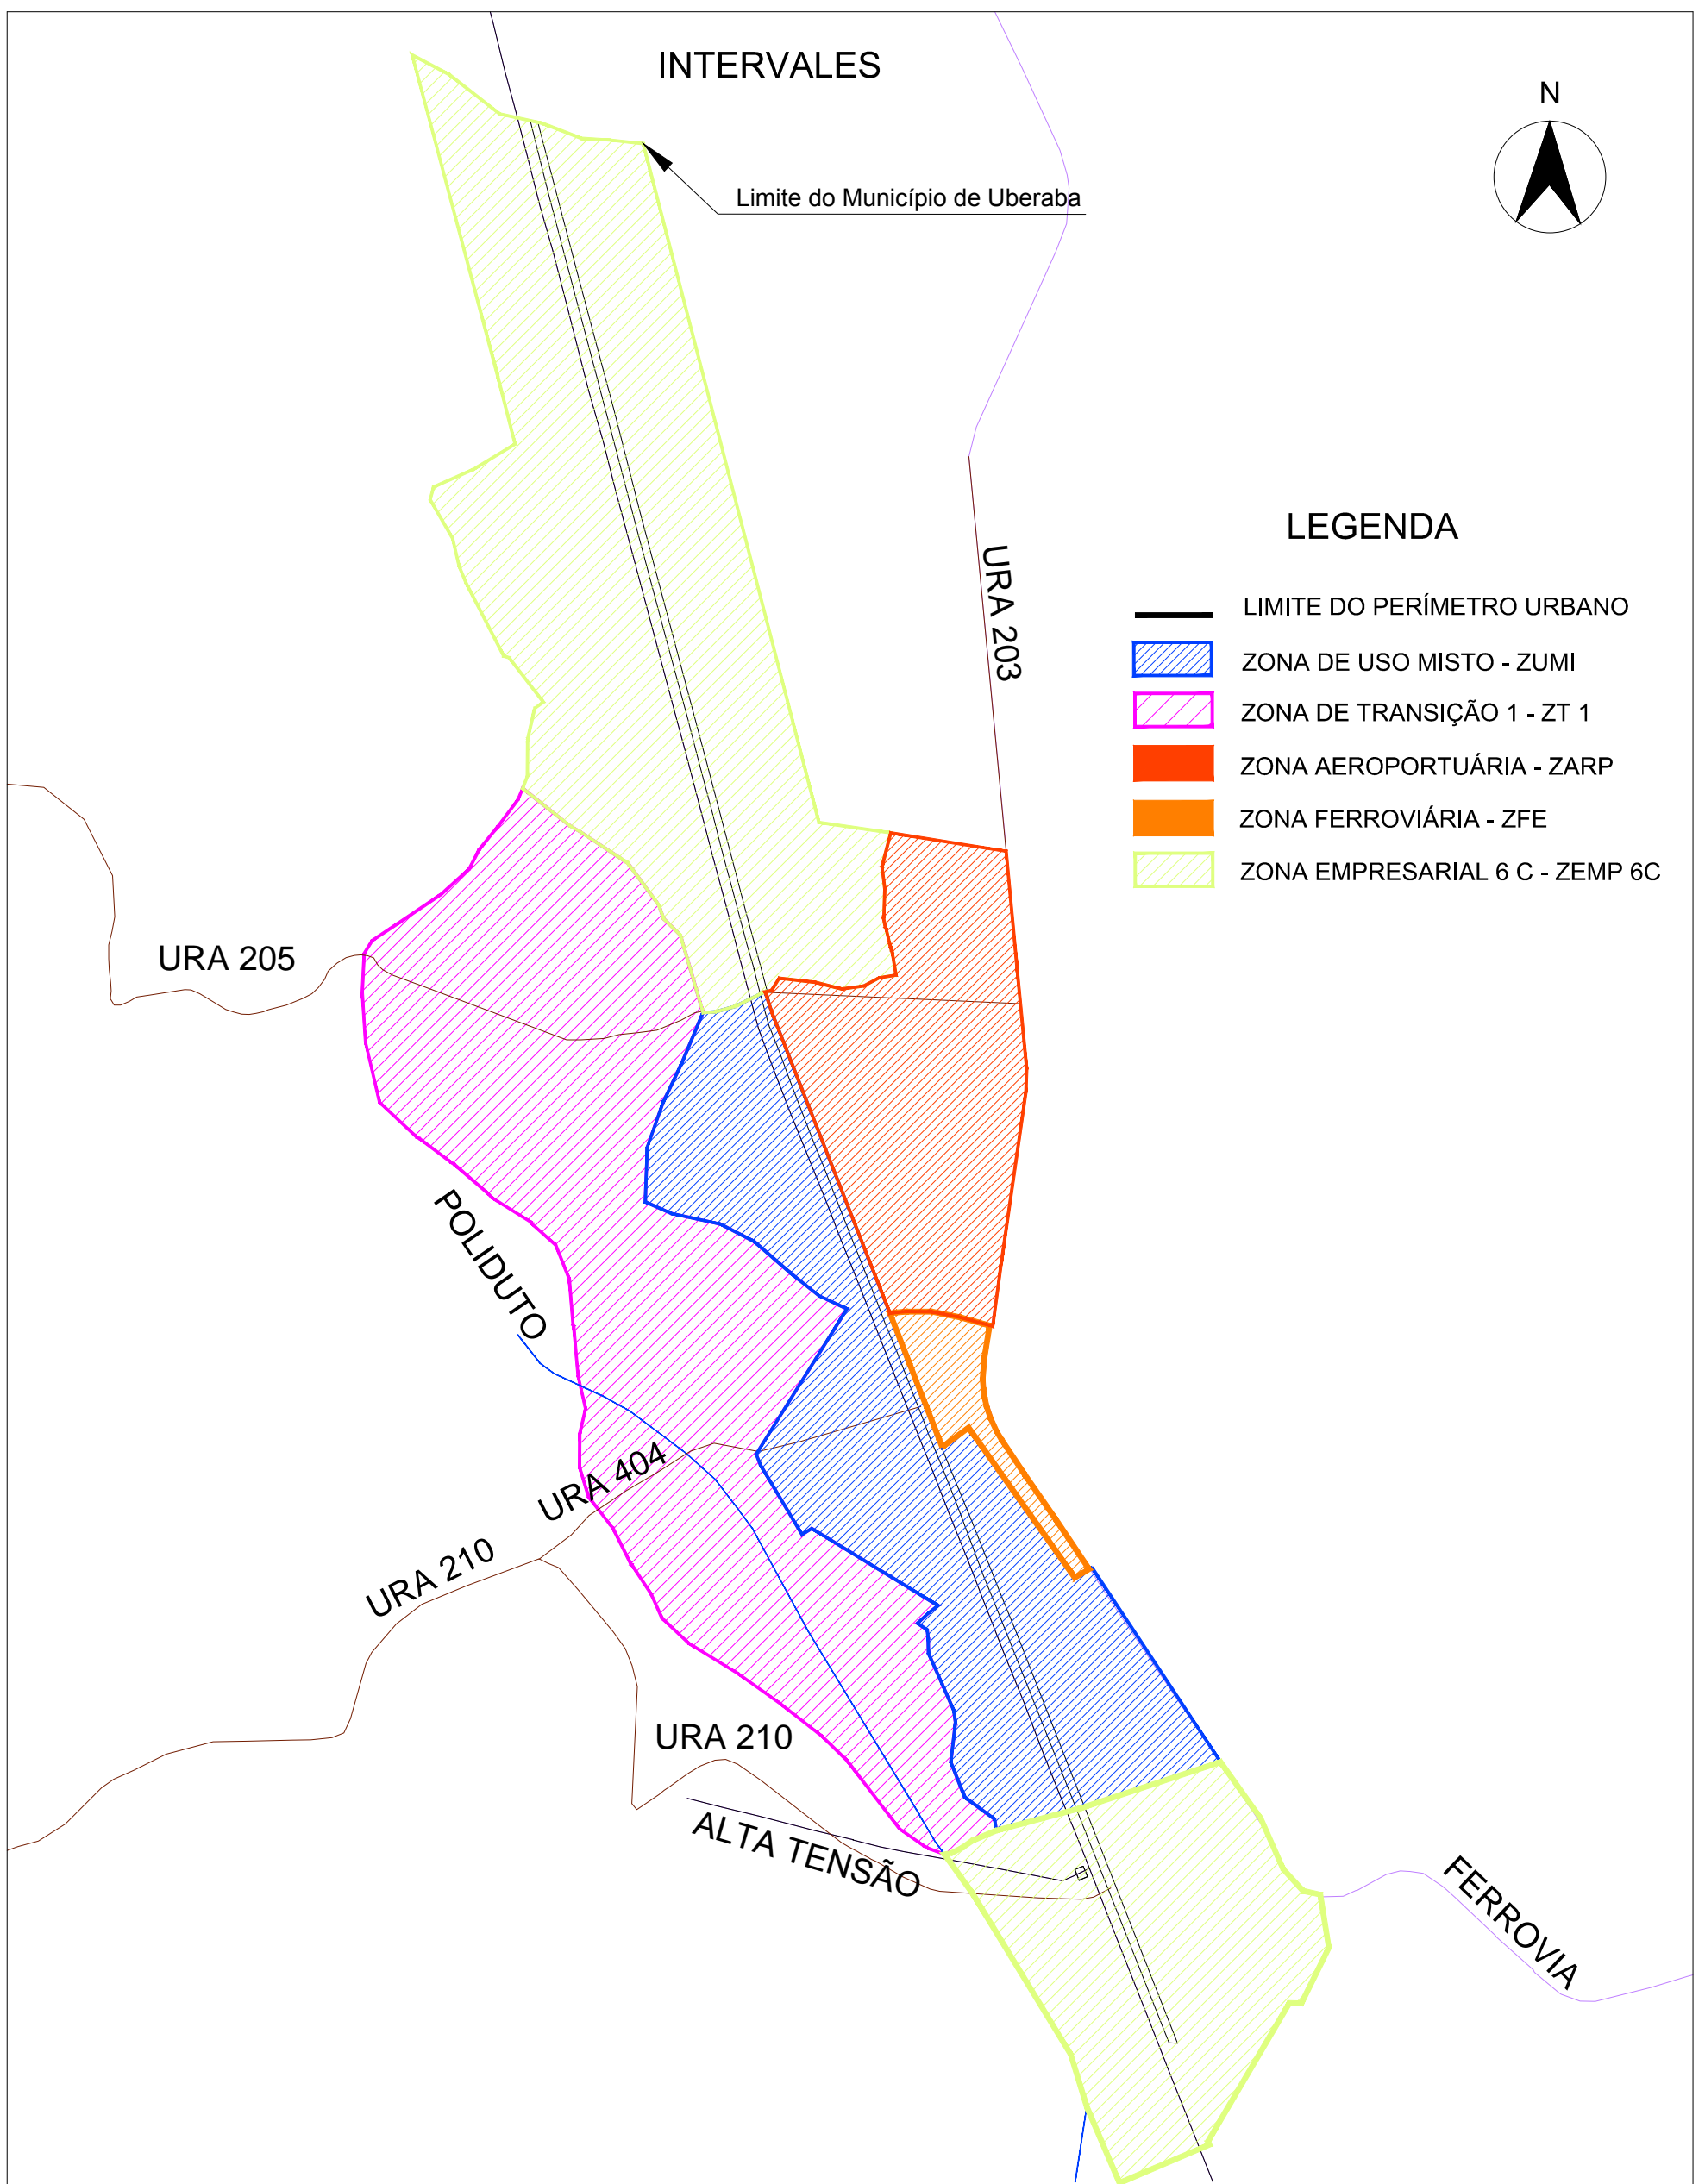 INTERVALES
N
Limite do Município de Uberaba
LEGENDA
LIMITE DO PERÍMETRO URBANO
ZONA DE USO MISTO - ZUMI
ZONA DE TRANSIÇÃO 1 - ZT 1
ZONA AEROPORTUÁRIA - ZARP
ZONA FERROVIÁRIA - ZFE
ZONA EMPRESARIAL 6 C - ZEMP 6C
URA 203
URA 205
POLIDUTO
URA 404
URA 210
URA 210
ALTA TENSÃO
FERROVIA